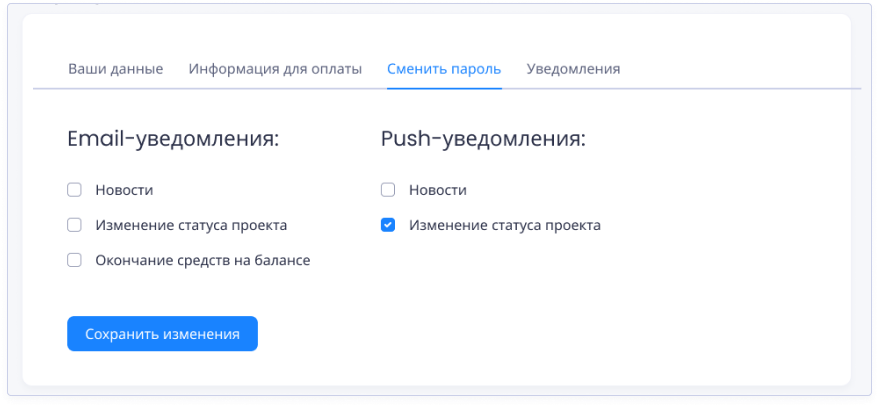 Ваши данные Информация для оплаты Сменить пароль Уведомления
Email-уведомления: Push-уведомления:
Новости Новости
Изменение статуса проекта Изменение статуса проекта
Окончание средств на балансе
Сохранить изменения